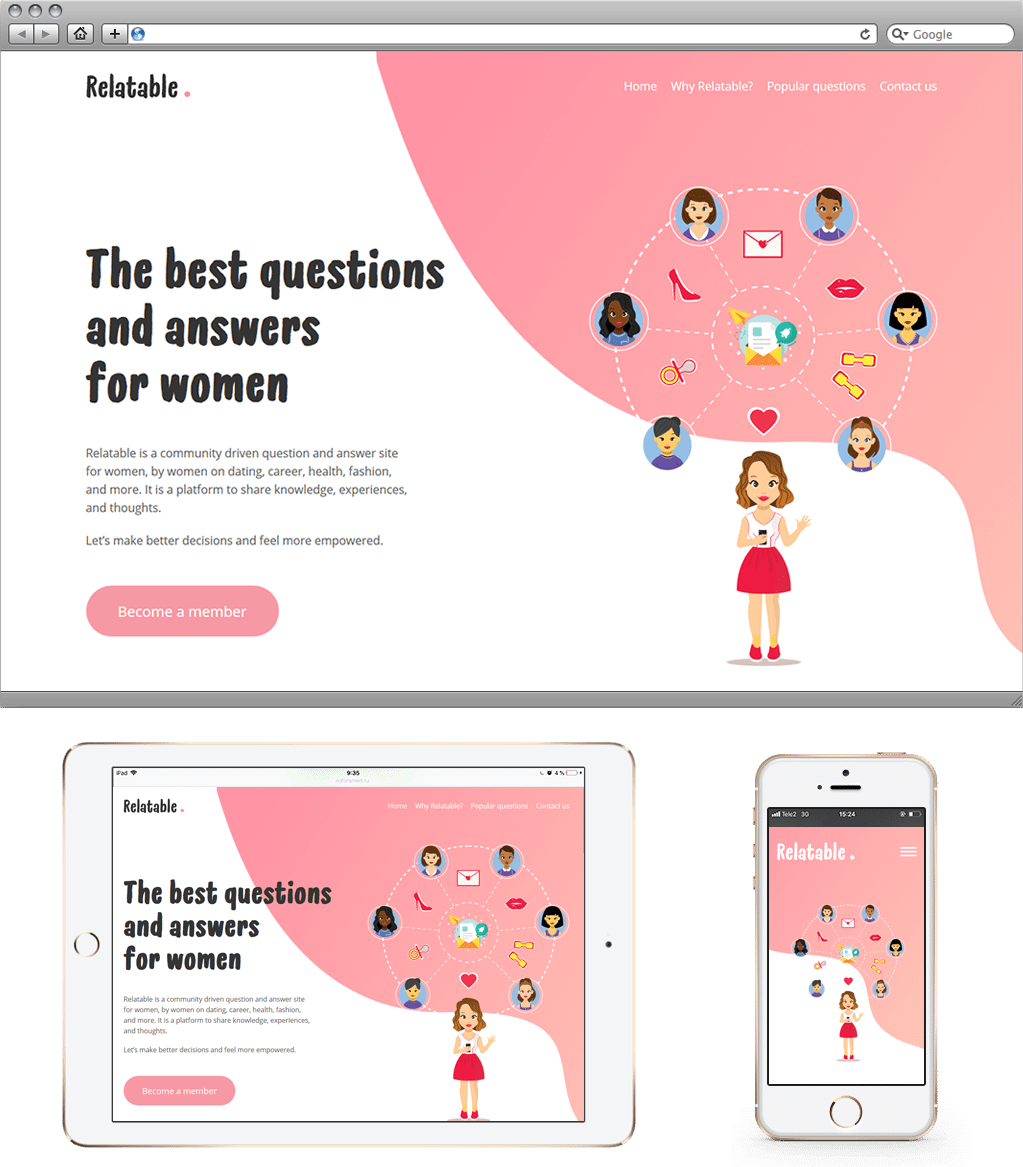 Google
Relatable .
Home Why Relatable? Popular questions Contact us
The best questions
and answers
for women
Relatable is a community driven question and answer site
for women, by women on dating, career, health, fashion,
and more. It is a platform to share knowledge, experiences,
and thoughts.
Let’s make better decisions and feel more empowered.
Become a member
iPad 9:35 4 %
Relatable .
Home Why Relatable? Popular questions Contact us
The best questions
and answers
for women
Relatable is a community driven question and answer site
for women, by women on dating, career, health, fashion,
and more. It is a platform to share knowledge, experiences,
and thoughts.
Let’s make better decisions and feel more empowered.
Become a member
Tele2 3G 15:24
Relatable .